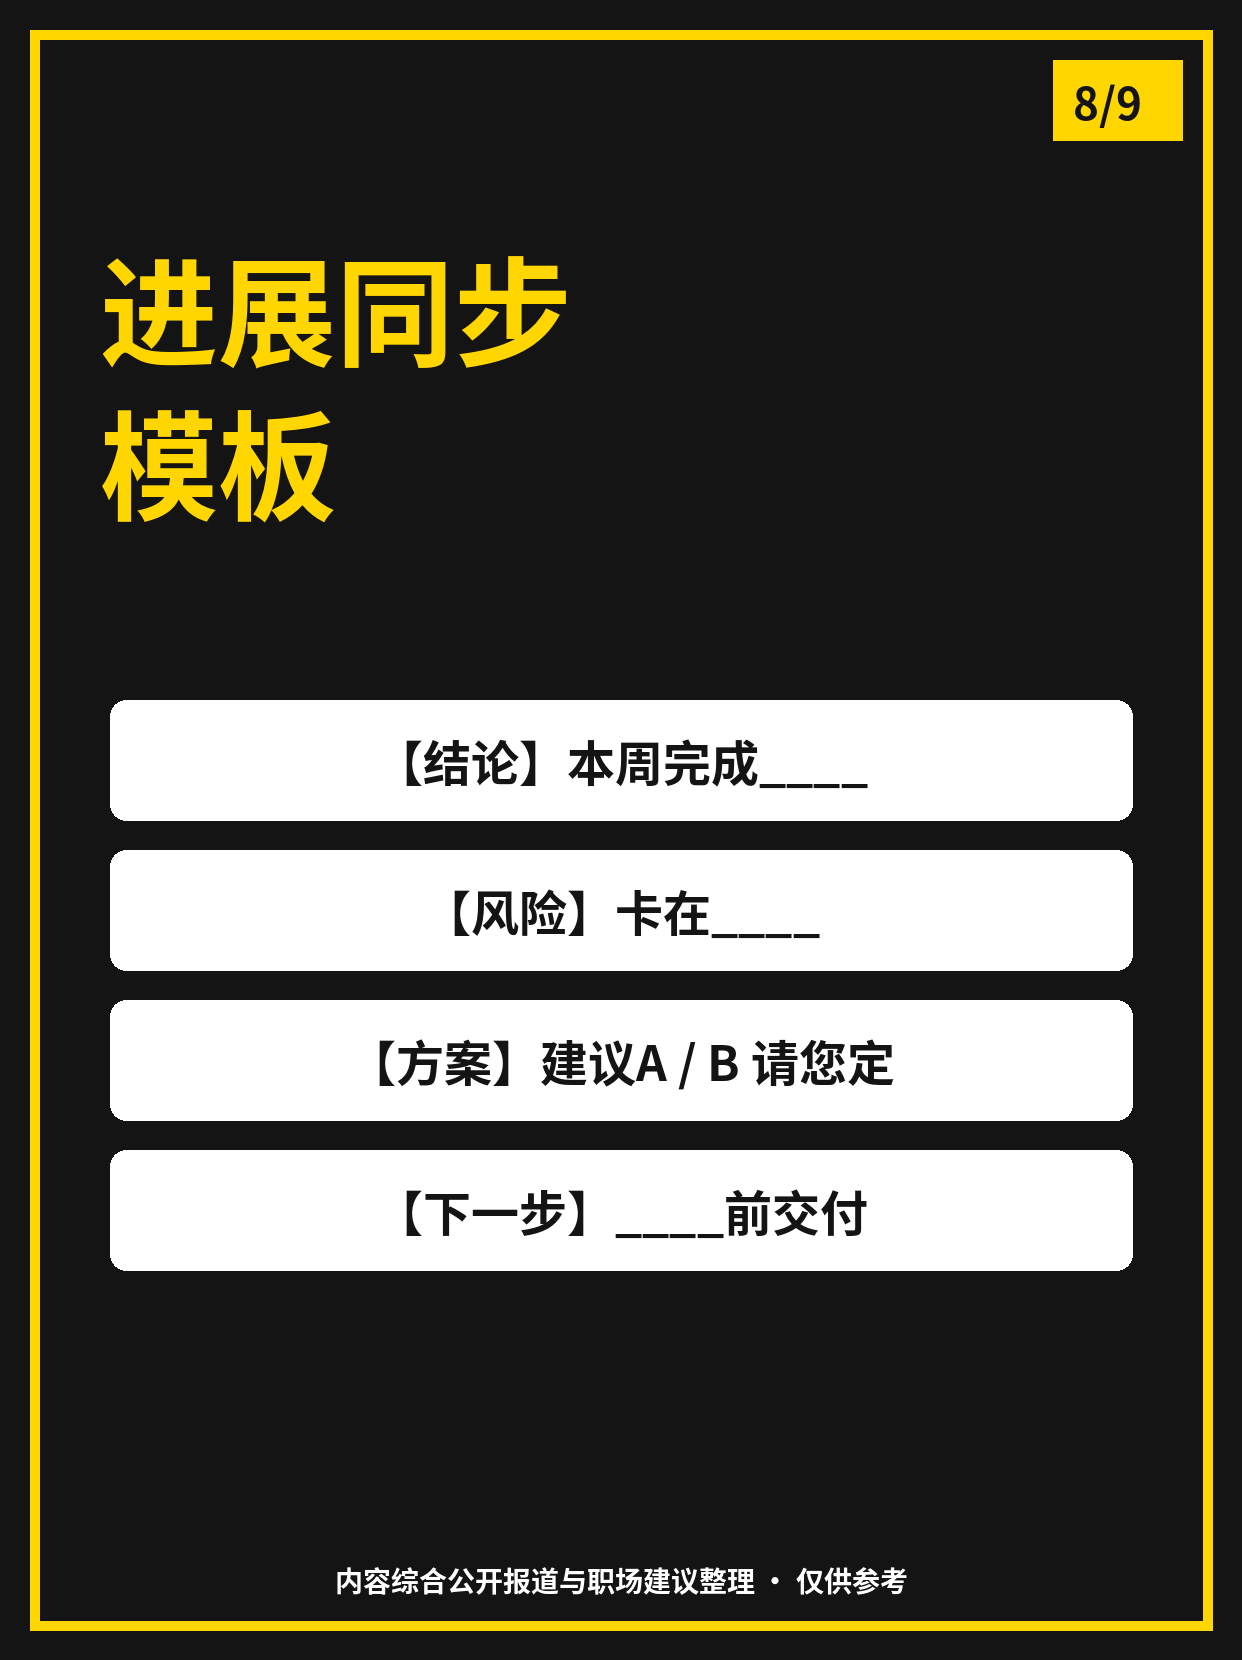 8/9
进展同步
模板
【结论】本周完成____
【风险】卡在____
【方案】建议A / B 请您定
【下一步】____前交付
内容综合公开报道与职场建议整理 · 仅供参考